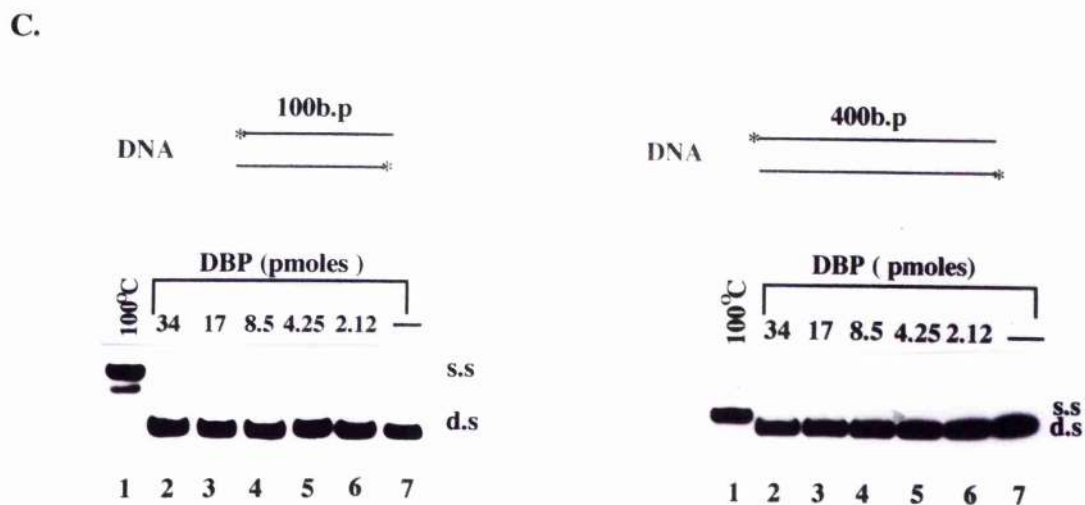 C.
100b.p
DNA
*
*
DBP (pmoles )
100°C
34 17 8.5 4.25 2.12 —
s.s
d.s
1 2 3 4 5 6 7
400b.p
DNA
*
*
DBP ( pmoles)
100°C
34 17 8.5 4.25 2.12 —
s.s
d.s
1 2 3 4 5 6 7